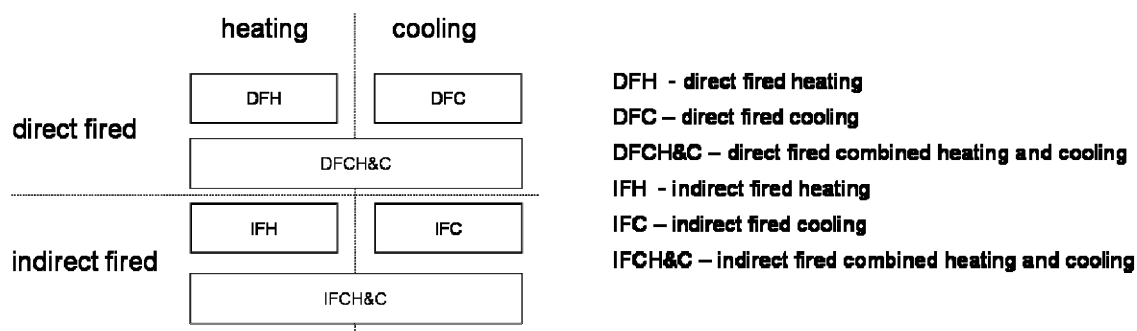 heating cooling
DFH DFC
direct fired
DFCH&C
IFH IFC
indirect fired
IFCH&C
DFH - direct fired heating
DFC – direct fired cooling
DFCH&C – direct fired combined heating and cooling
IFH - indirect fired heating
IFC – indirect fired cooling
IFCH&C – indirect fired combined heating and cooling